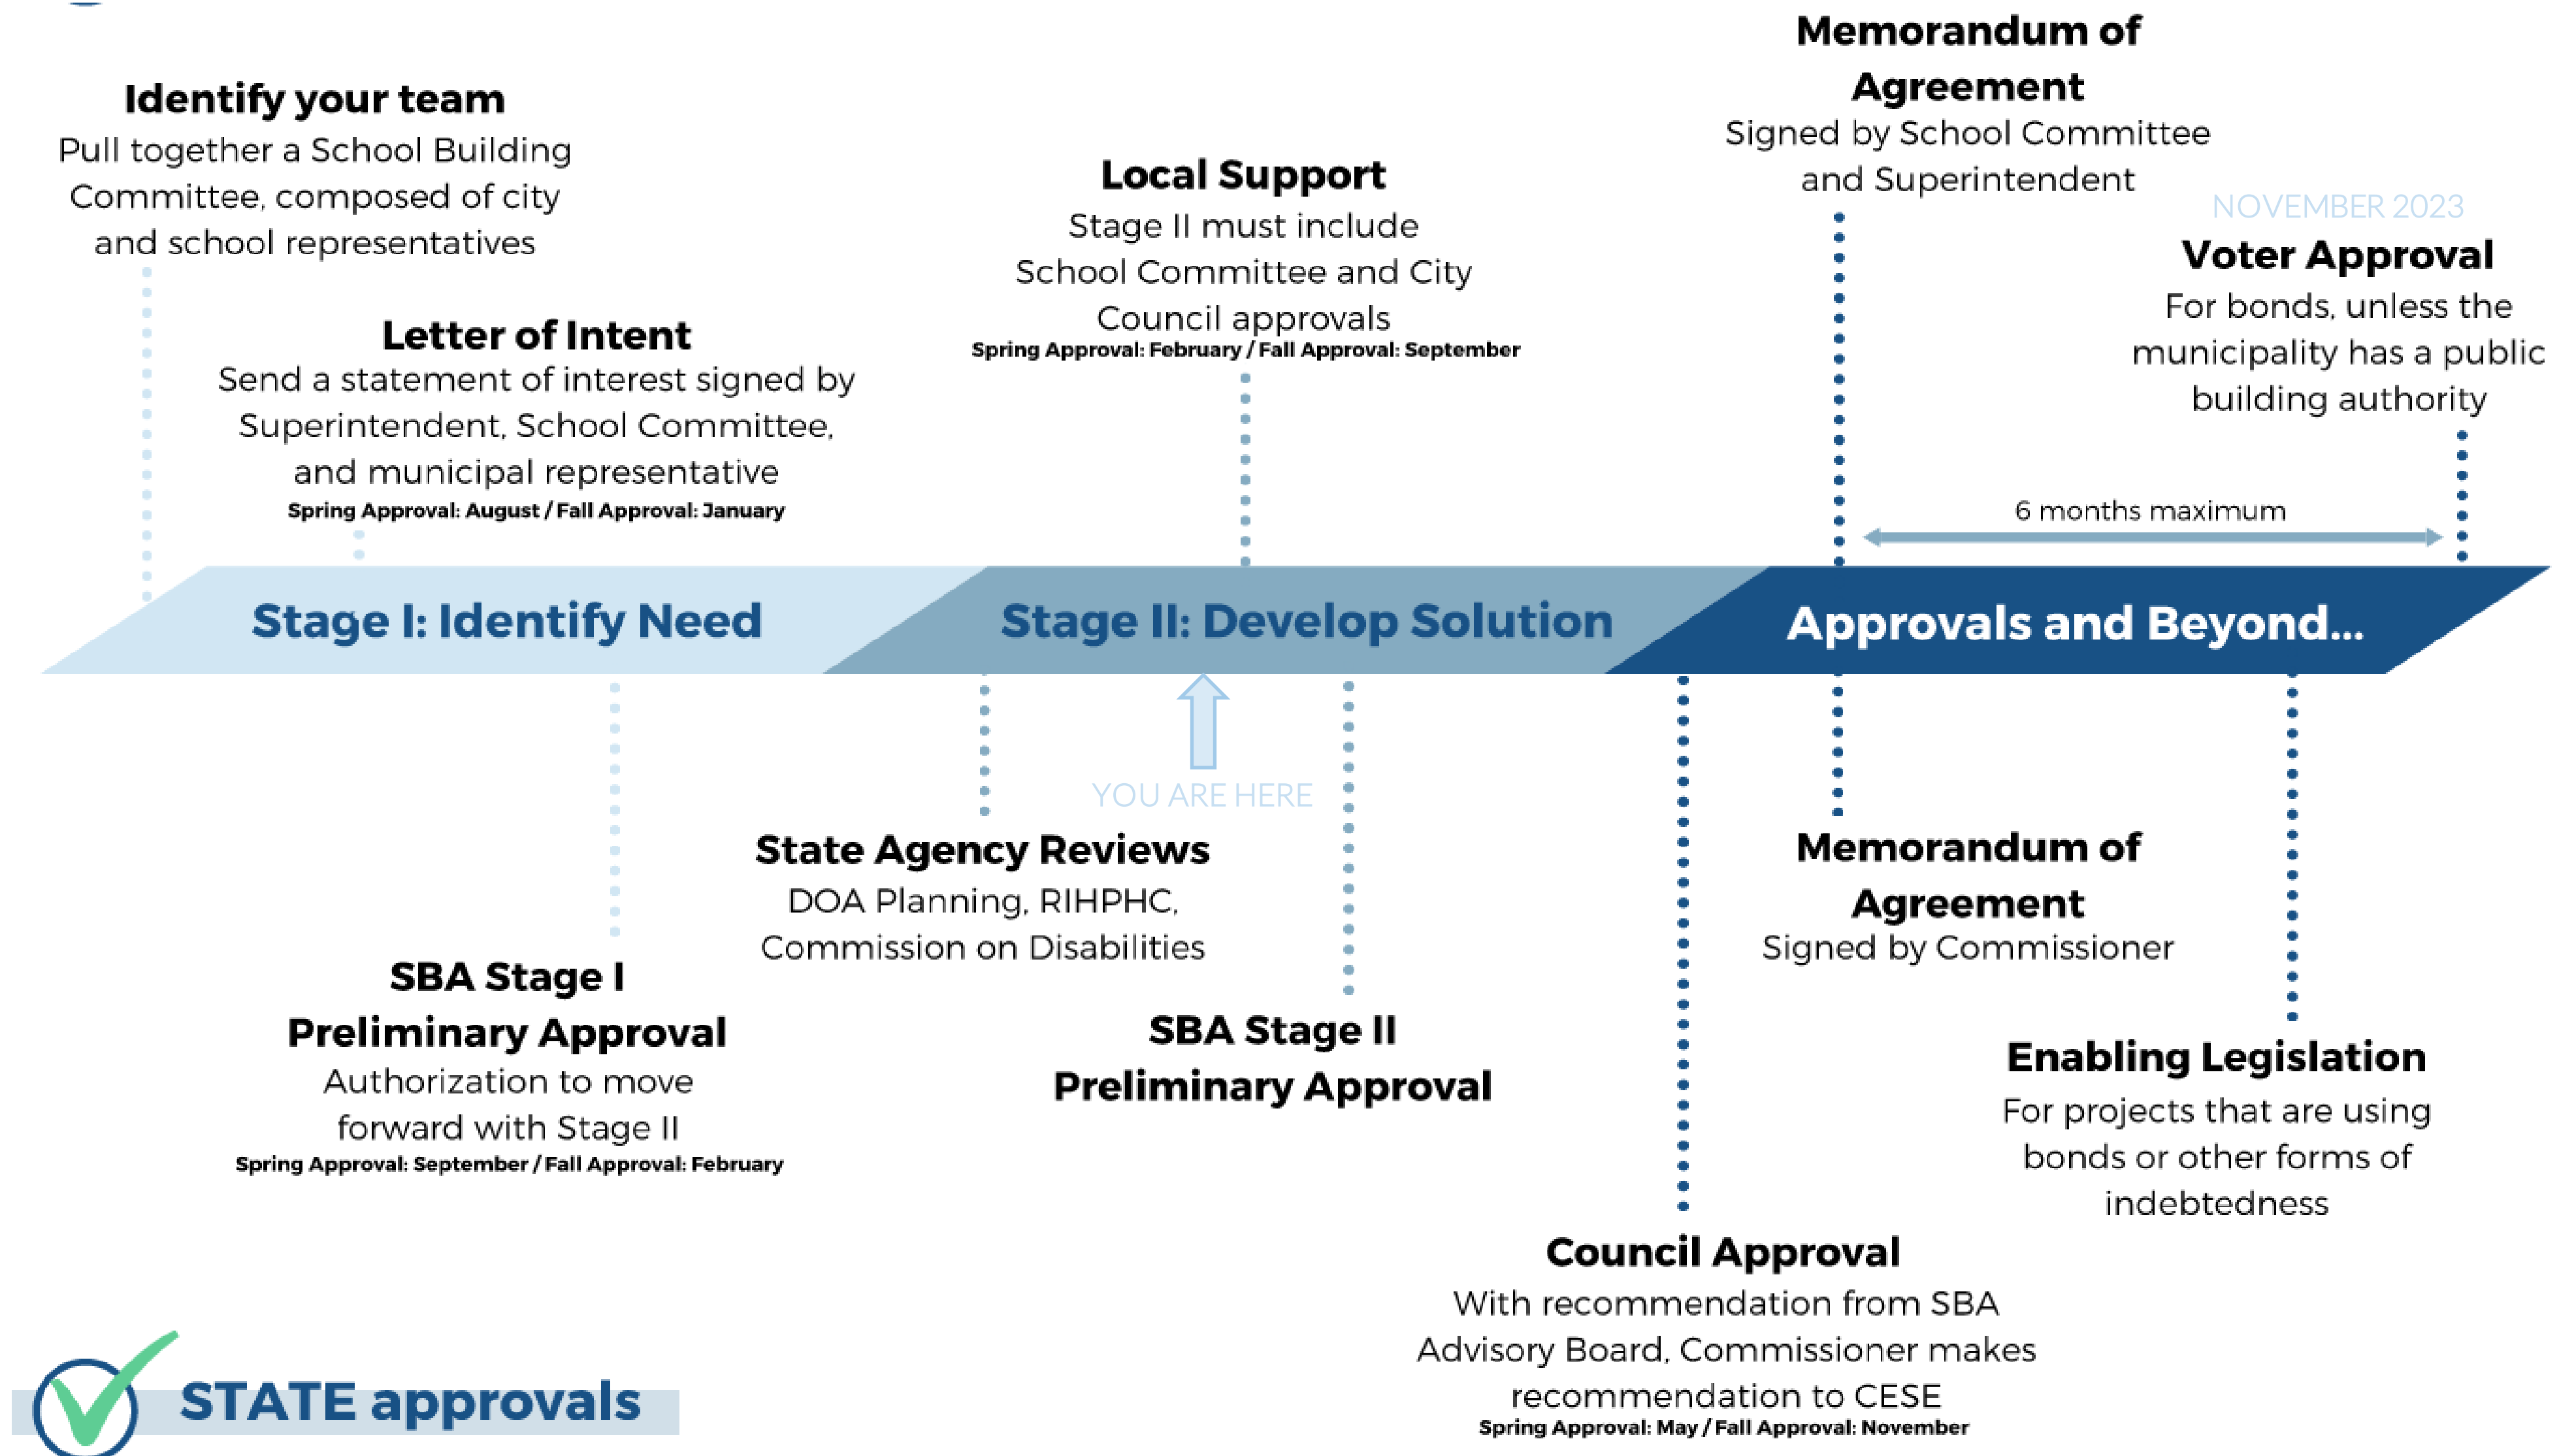 Identify your team
Pull together a School Building
Committee, composed of city
and school representatives
Letter of Intent
Send a statement of interest signed by
Superintendent, School Committee,
and municipal representative
Spring Approval: August / Fall Approval: January
Local Support
Stage II must include
School Committee and City
Council approvals
Spring Approval: February / Fall Approval: September
Memorandum of
Agreement
Signed by School Committee
and Superintendent
NOVEMBER 2023
Voter Approval
For bonds, unless the
municipality has a public
building authority
6 months maximum
Stage I: Identify Need
Stage II: Develop Solution
Approvals and Beyond...
YOU ARE HERE
SBA Stage I
Preliminary Approval
Authorization to move
forward with Stage II
Spring Approval: September / Fall Approval: February
State Agency Reviews
DOA Planning, RIHPHC,
Commission on Disabilities
SBA Stage II
Preliminary Approval
Memorandum of
Agreement
Signed by Commissioner
Enabling Legislation
For projects that are using
bonds or other forms of
indebtedness
Council Approval
With recommendation from SBA
Advisory Board, Commissioner makes
recommendation to CESE
Spring Approval: May / Fall Approval: November
STATE approvals